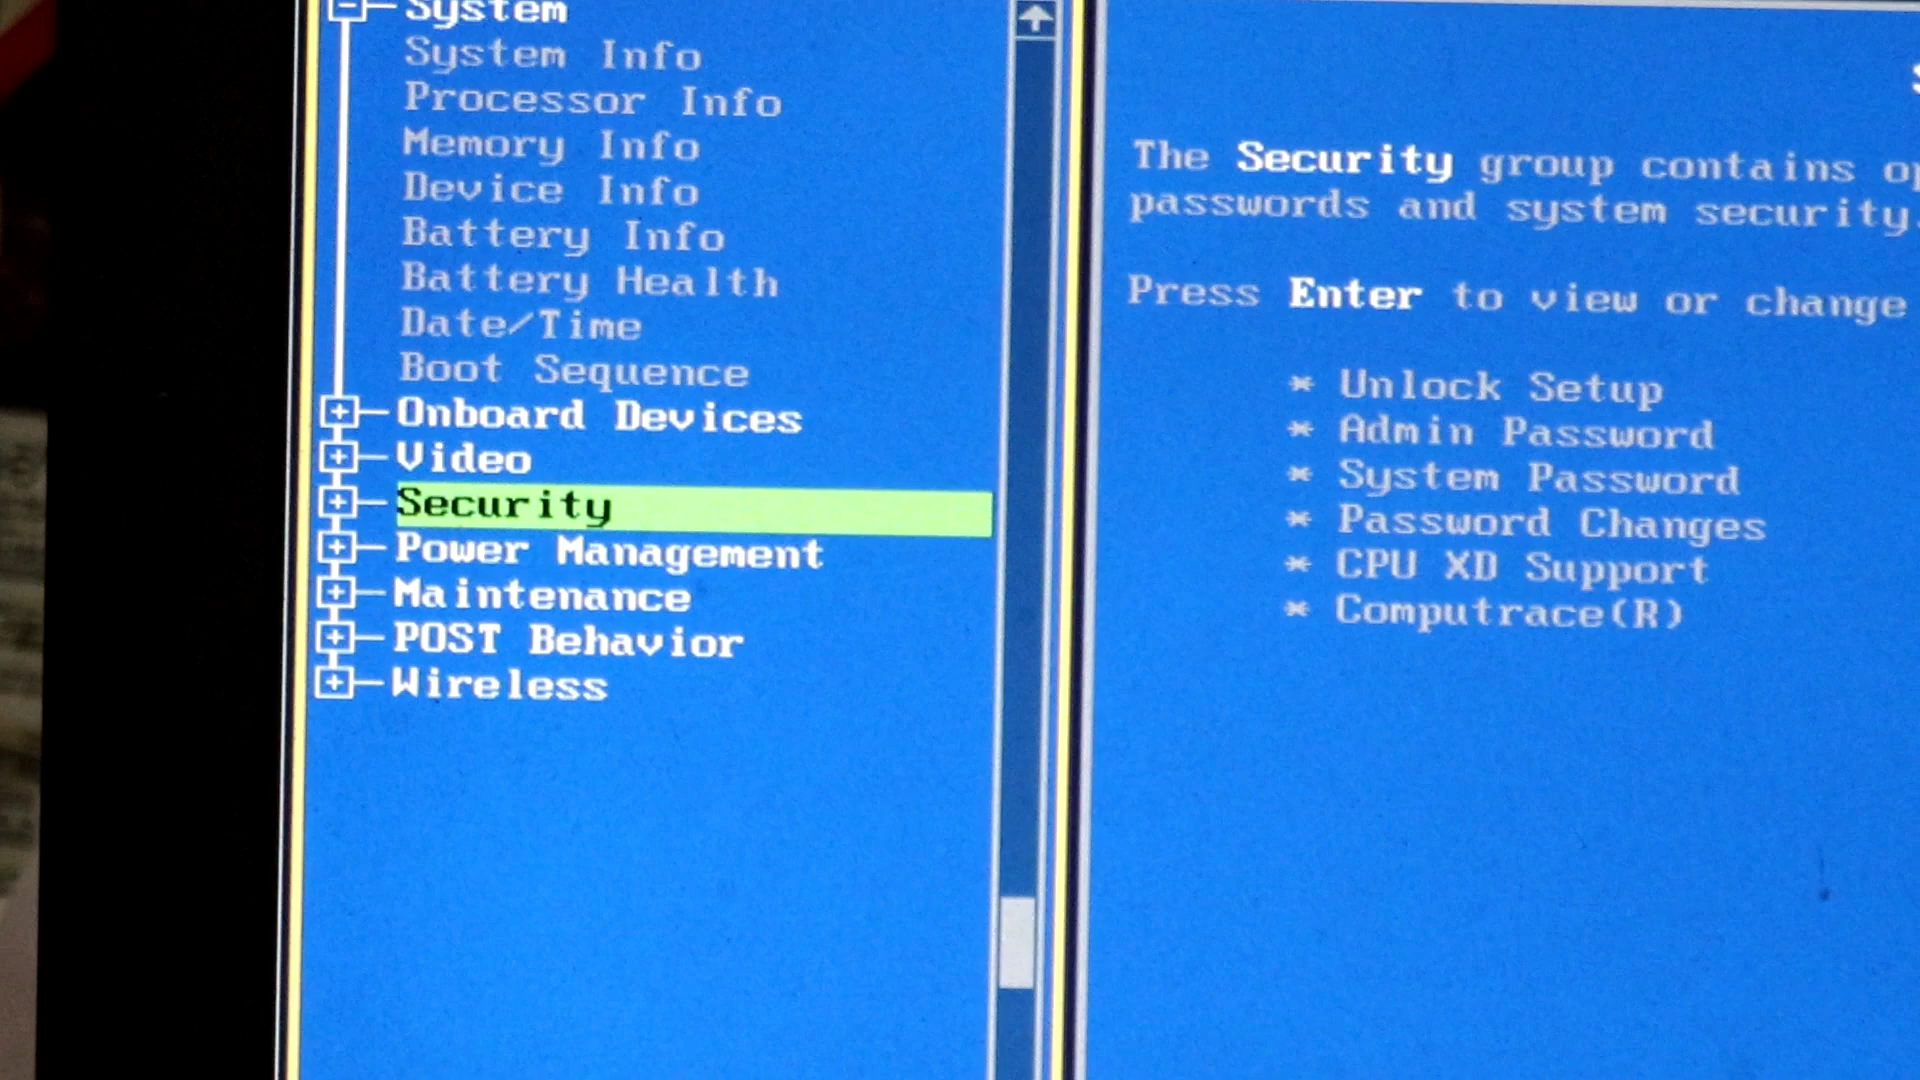 System
System Info
Processor Info
Memory Info
Device Info
Battery Info
Battery Health
Date/Time
Boot Sequence
Onboard Devices
Video
Security
Power Management
Maintenance
POST Behavior
Wireless
The Security group contains
passwords and system security.
Press Enter to view or change
* Unlock Setup
* Admin Password
* System Password
* Password Changes
* CPU XD Support
* Computrace(R)